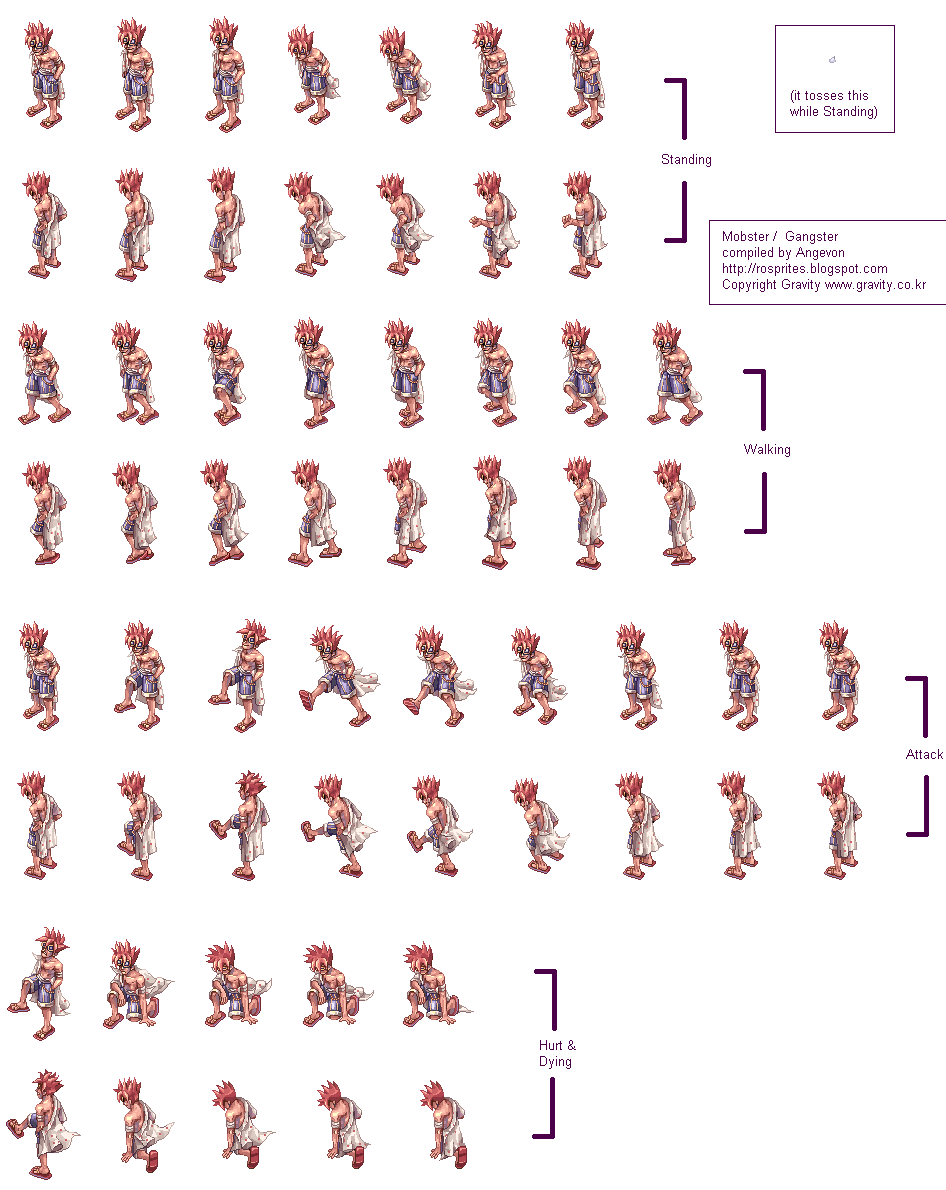 (it tosses this
while Standing)
Standing
Mobster /  Gangster
compiled by Angevon
http://rosprites.blogspot.com
Copyright Gravity www.gravity.co.kr
Walking
Attack
Hurt &
Dying